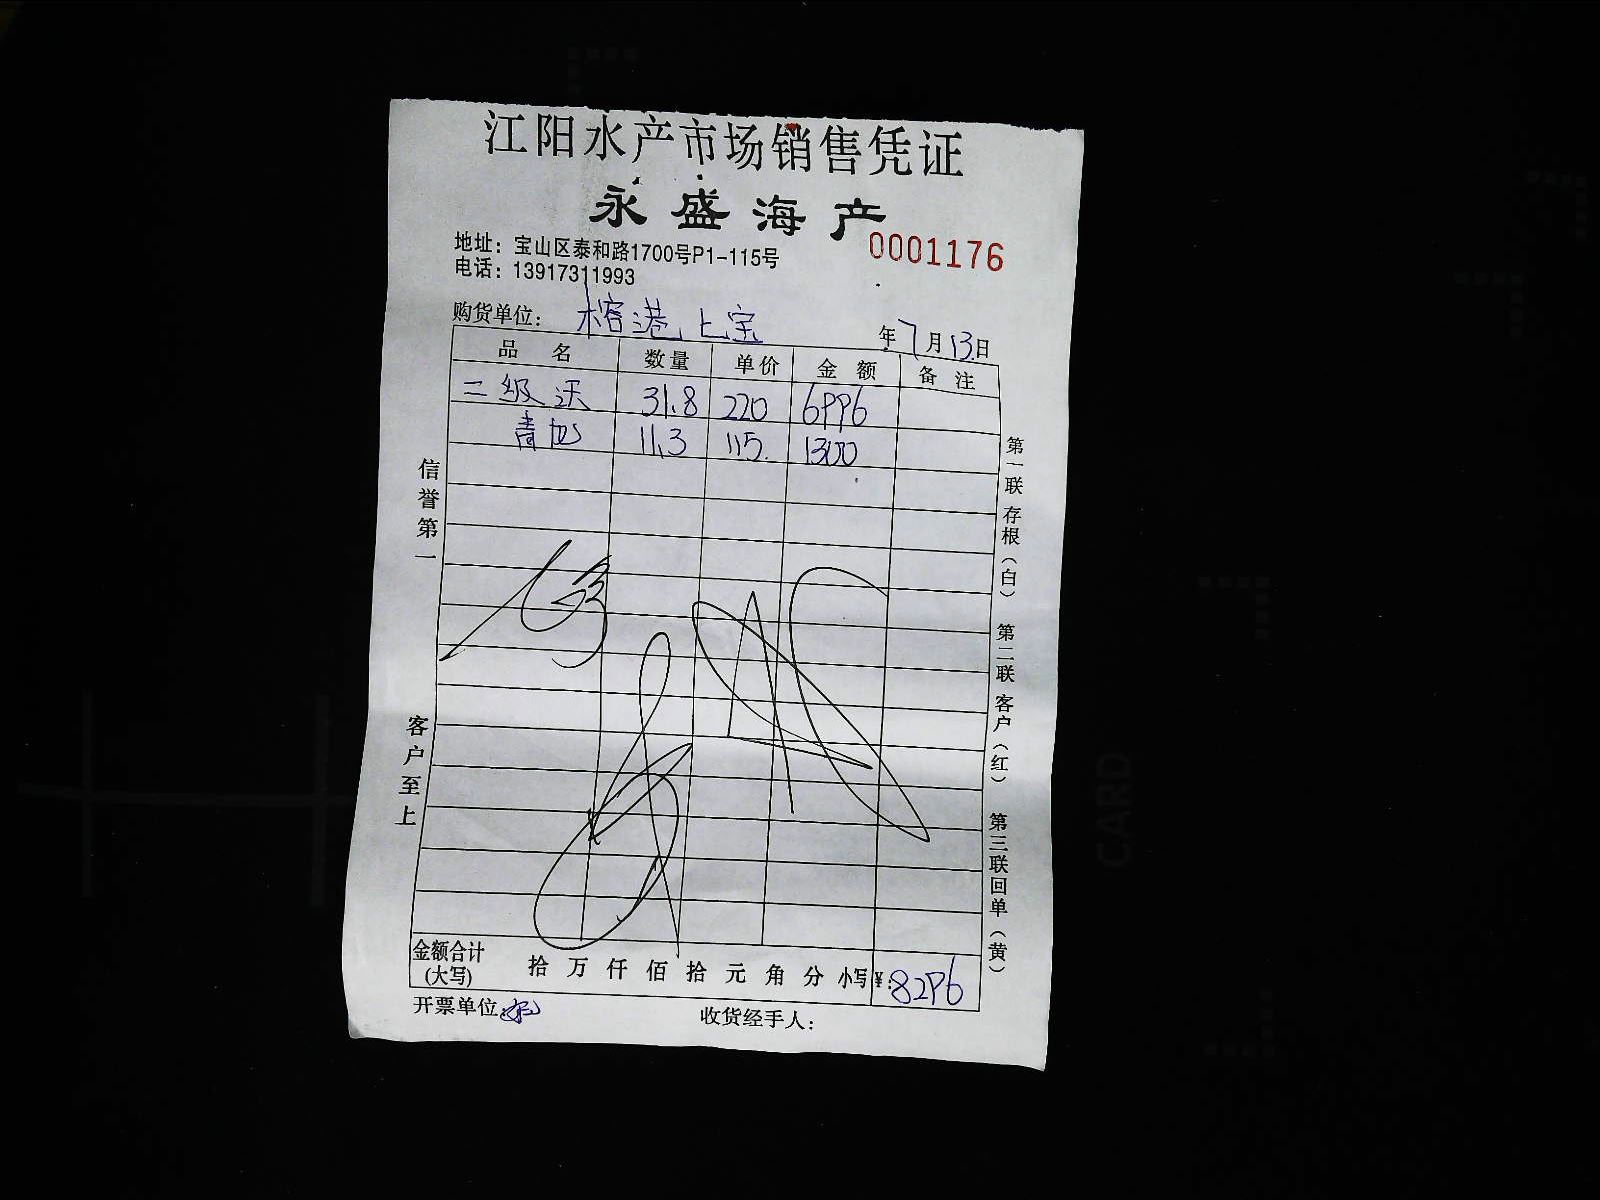 江阳水产市场销售凭证
永盛海产
0001176
地址：宝山区泰和路1700号P1-115号
电话：13917311993
购货单位： 榕港上宝 年7月13日
品名 数量 单价 金额 备注
二级沃 31.8 220 6996
青旭 11.3 115. 1300
信誉第一
客户至上
第一联 存根（白） 第二联 客户（红） 第三联 回单（黄）
金额合计(大写) 拾 万 仟 佰 拾 元 角 分 小写¥: 8296
开票单位:
收货经手人：
CARD